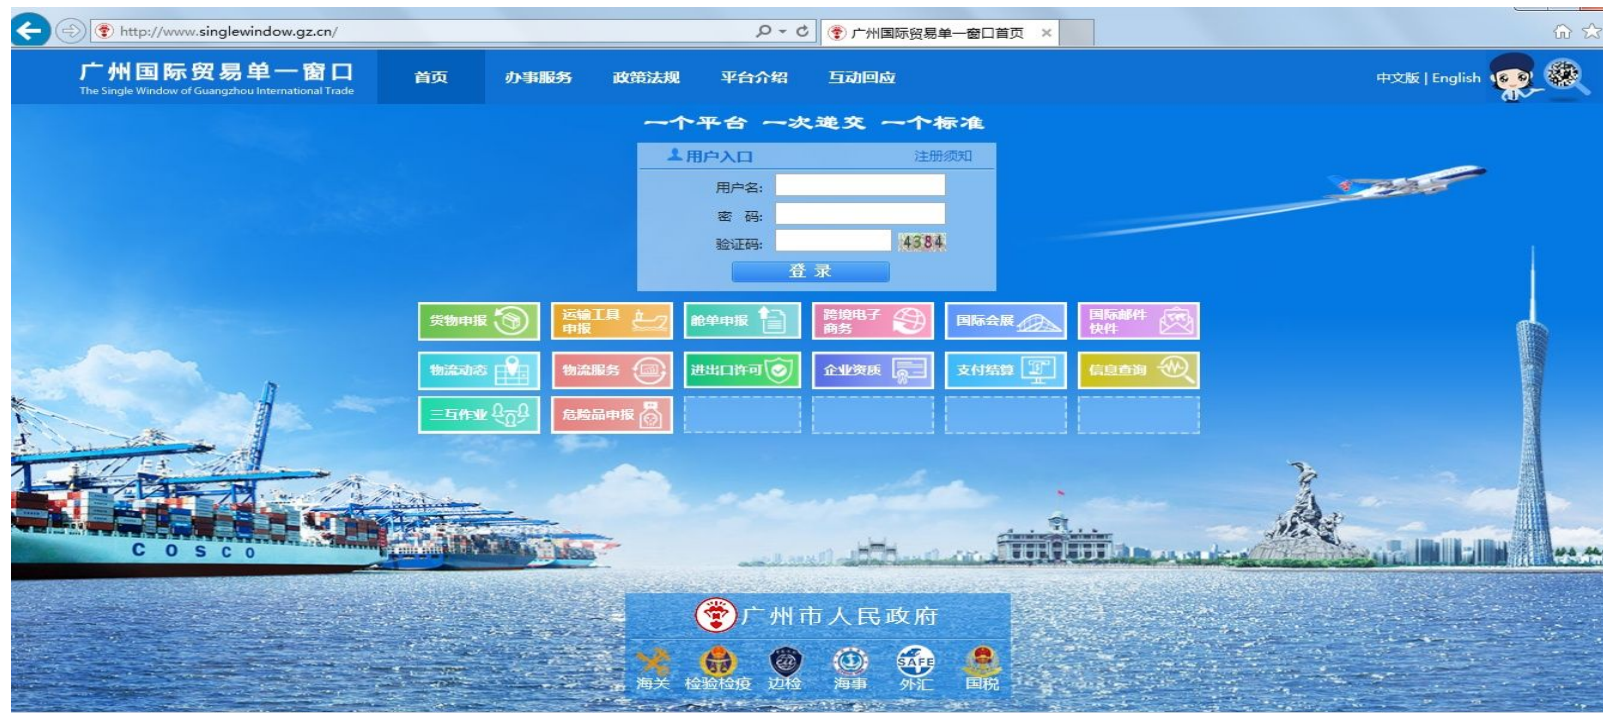 http://www.singlewindow.gz.cn/
广州国际贸易单一窗口首页
广州国际贸易单一窗口
The Single Window of Guangzhou International Trade
首页 办事服务 政策法规 平台介绍 互动回应
中文版 | English
一个平台 一次递交 一个标准
用户入口 注册须知
用户名:
密 码:
验证码: 4384
登 录
货物申报
运输工具
申报
舱单申报
跨境电子
商务
国际会展
国际邮件
快件
物流动态
物流服务
进出口许可
企业资质
支付结算
信息查询
三互作业
危险品申报
COSCO
广州市人民政府
SAFE
海关 检验检疫 边检 海事 外汇 国税